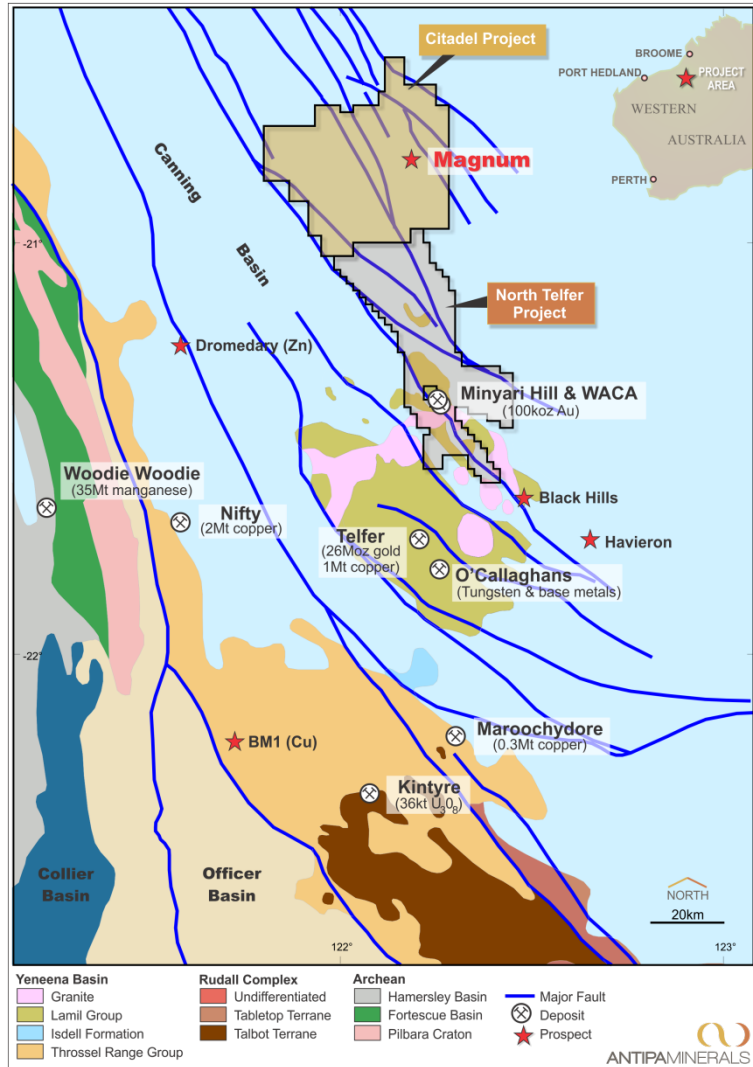 Citadel Project
BROOME
PORT HEDLAND
PROJECT
AREA
WESTERN
AUSTRALIA
PERTH
Magnum
Canning
Basin
-21°
North Telfer
Project
Dromedary (Zn)
Minyari Hill & WACA
(100koz Au)
Woodie Woodie
(35Mt manganese)
Nifty
(2Mt copper)
Black Hills
Telfer
(26Moz gold
1Mt copper)
Havieron
O'Callaghans
(Tungsten & base metals)
-22°
Maroochydore
(0.3Mt copper)
BM1 (Cu)
Kintyre
(36kt U3O8)
Collier
Basin
Officer
Basin
NORTH
20km
122°
123°
Yeneena Basin
Granite
Lamil Group
Isdell Formation
Throssel Range Group
Rudall Complex
Undifferentiated
Tabletop Terrane
Talbot Terrane
Archean
Hamersley Basin
Fortescue Basin
Pilbara Craton
Major Fault
Deposit
Prospect
ANTIPAMINERALS